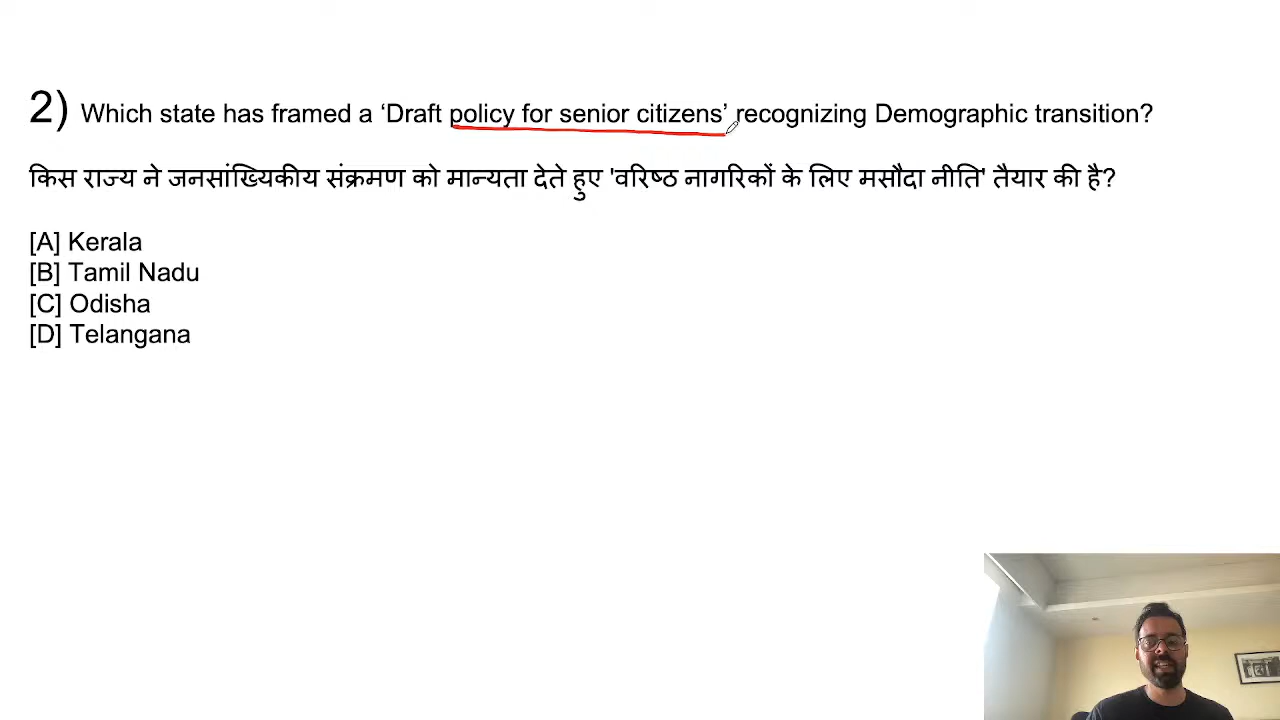 2) Which state has framed a ‘Draft policy for senior citizens’ recognizing Demographic transition?
किस राज्य ने जनसांख्यिकीय संक्रमण को मान्यता देते हुए 'वरिष्ठ नागरिकों के लिए मसौदा नीति' तैयार की है?
[A] Kerala
[B] Tamil Nadu
[C] Odisha
[D] Telangana